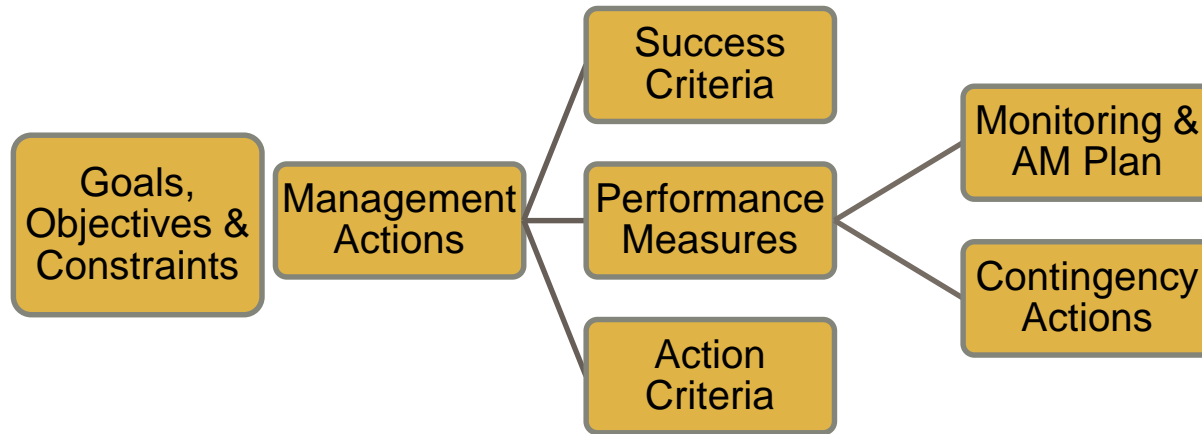 Goals,
Objectives &
Constraints
Management
Actions
Success
Criteria
Performance
Measures
Action
Criteria
Monitoring &
AM Plan
Contingency
Actions